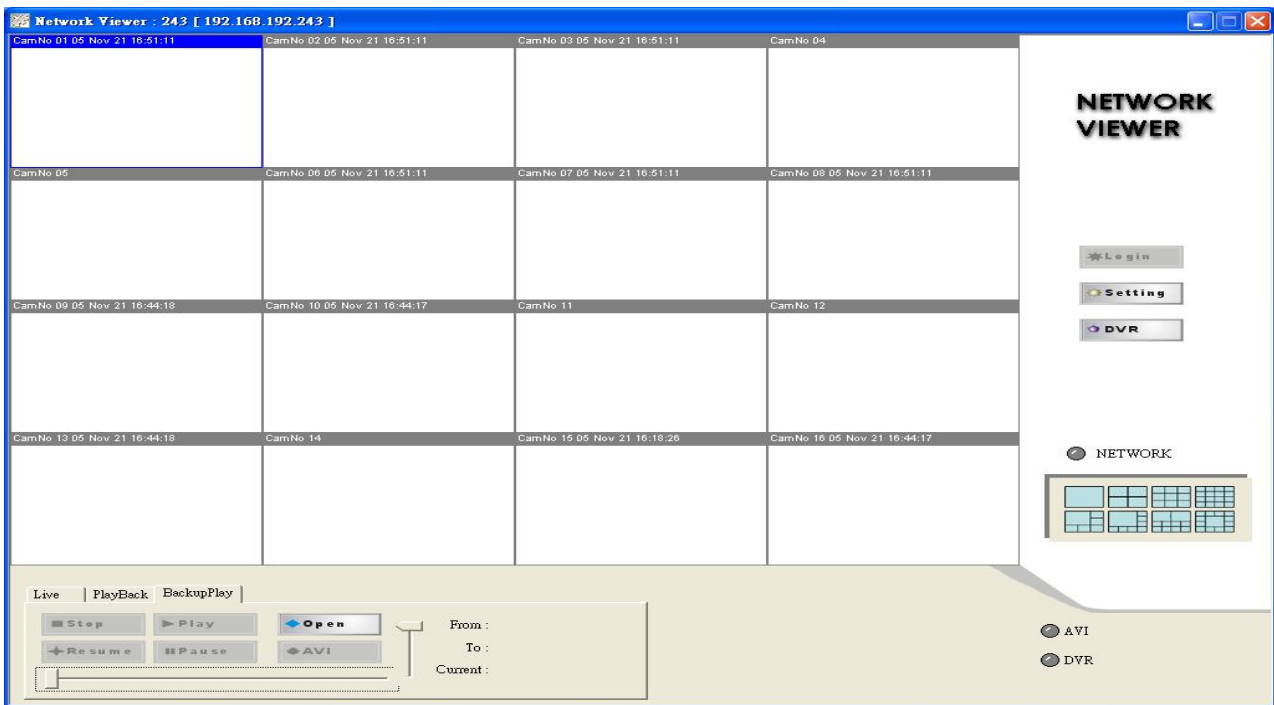 Network Viewer : 243 [ 192.168.192.243 ]
CamNo 01 05 Nov 21 16:51:11 CamNo 02 05 Nov 21 16:51:11 CamNo 03 05 Nov 21 16:51:11 CamNo 04
NETWORK
VIEWER
CamNo 05 CamNo 06 05 Nov 21 16:51:11 CamNo 07 05 Nov 21 16:51:11 CamNo 08 05 Nov 21 16:51:11
Login
Setting
CamNo 09 05 Nov 21 16:44:18 CamNo 10 05 Nov 21 16:44:17 CamNo 11 CamNo 12
DVR
CamNo 13 05 Nov 21 16:44:18 CamNo 14 CamNo 15 05 Nov 21 16:18:26 CamNo 16 05 Nov 21 16:44:17
NETWORK
Live PlayBack BackupPlay
Stop Play Open From :
Resume Pause AVI To :
Current :
AVI
DVR